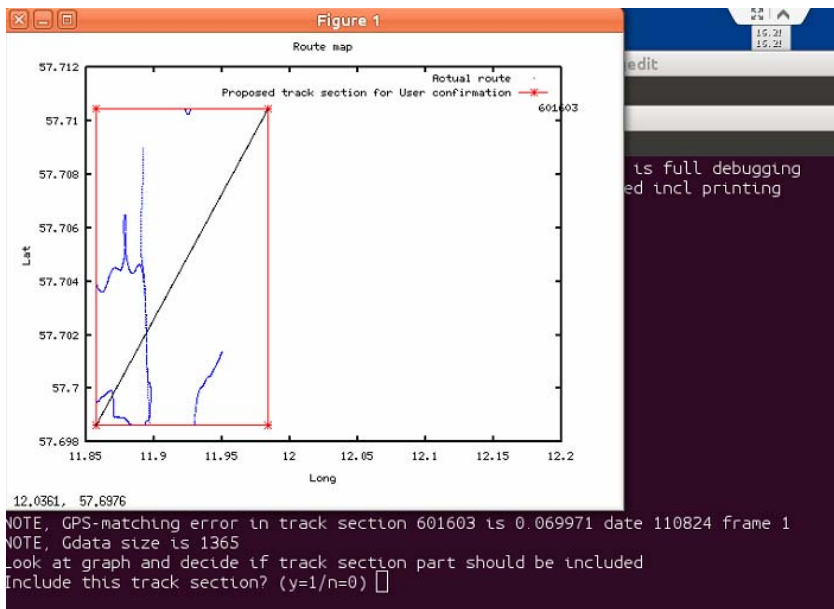 Figure 1
Route map
57.712
Actual route
Proposed track section for User confirmation
601603
57.71
57.708
57.706
Lat
57.704
57.702
57.7
57.698
11.85 11.9 11.95 12 12.05 12.1 12.15 12.2
Long
12.0361, 57.6976
edit
is full debugging
ed incl printing
NOTE, GPS-matching error in track section 601603 is 0.069971 date 110824 frame 1
NOTE, Gdata size is 1365
Look at graph and decide if track section part should be included
Include this track section? (y=1/n=0)